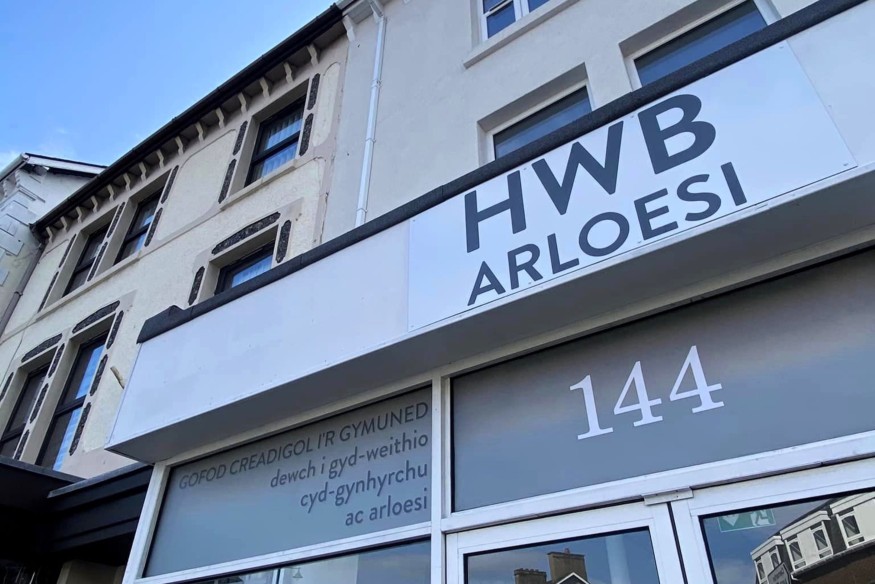 HWB
ARLOESI
144
GOFOD CREADIGOL I'R GYMUNED
dewch i gyd-weithio
cyd-gynhyrchu
ac arloesi